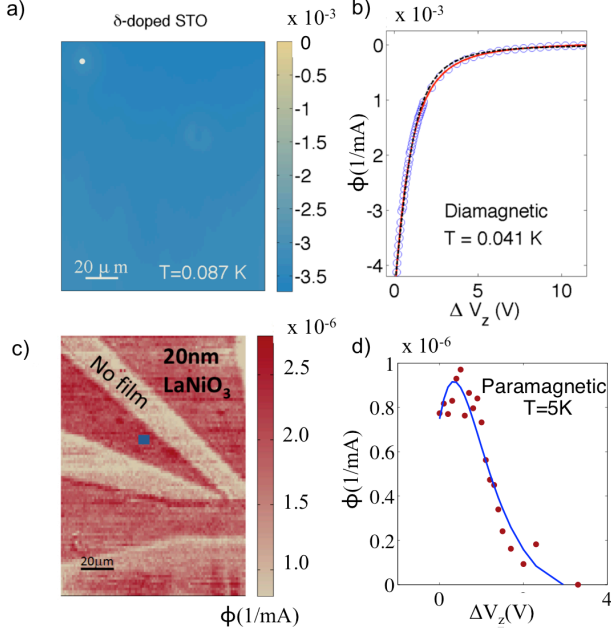 a)
δ-doped STO
x 10⁻³
0
-0.5
-1
-1.5
-2
-2.5
-3
-3.5
20 μ m
T=0.087 K
b)
x 10⁻³
0
1
2
-3
-4
ϕ(1/mA)
Diamagnetic
T = 0.041 K
0
5
10
Δ V_z (V)
c)
No film
20nm
LaNiO₃
20μm
x 10⁻⁶
2.5
2.0
1.5
1.0
ϕ(1/mA)
d)
x 10⁻⁶
1
0.8
0.6
0.4
0.2
0
ϕ(1/mA)
Paramagnetic
T=5K
0
2
4
ΔV_z(V)